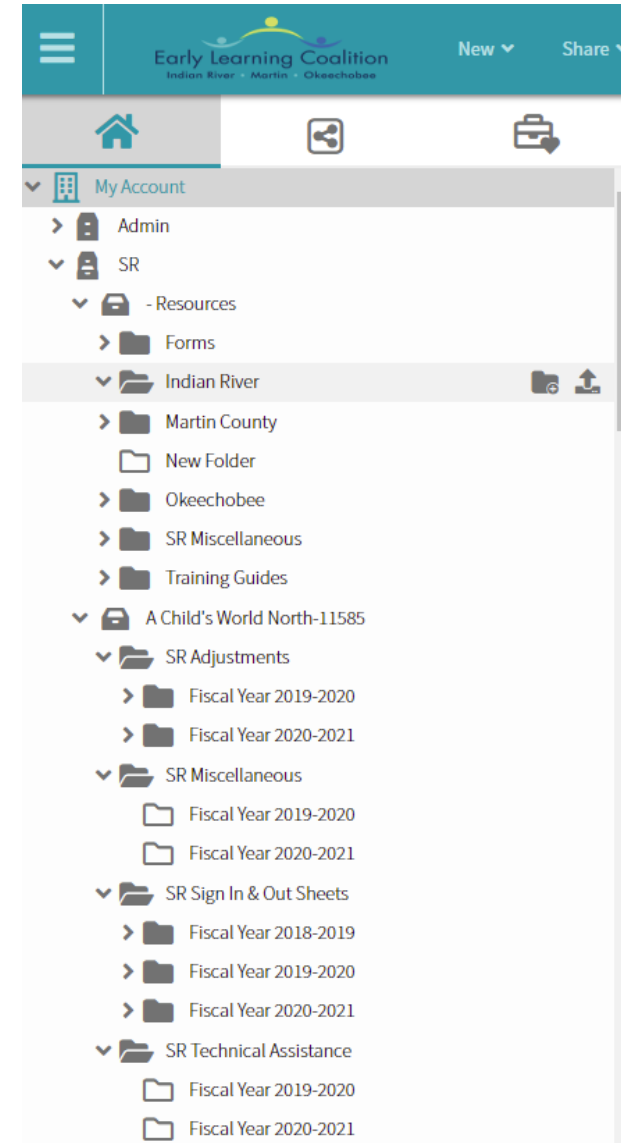 Early Learning Coalition
Indian River · Martin · Okeechobee
New
Share
My Account
Admin
SR
- Resources
Forms
Indian River
Martin County
New Folder
Okeechobee
SR Miscellaneous
Training Guides
A Child's World North-11585
SR Adjustments
Fiscal Year 2019-2020
Fiscal Year 2020-2021
SR Miscellaneous
Fiscal Year 2019-2020
Fiscal Year 2020-2021
SR Sign In & Out Sheets
Fiscal Year 2018-2019
Fiscal Year 2019-2020
Fiscal Year 2020-2021
SR Technical Assistance
Fiscal Year 2019-2020
Fiscal Year 2020-2021